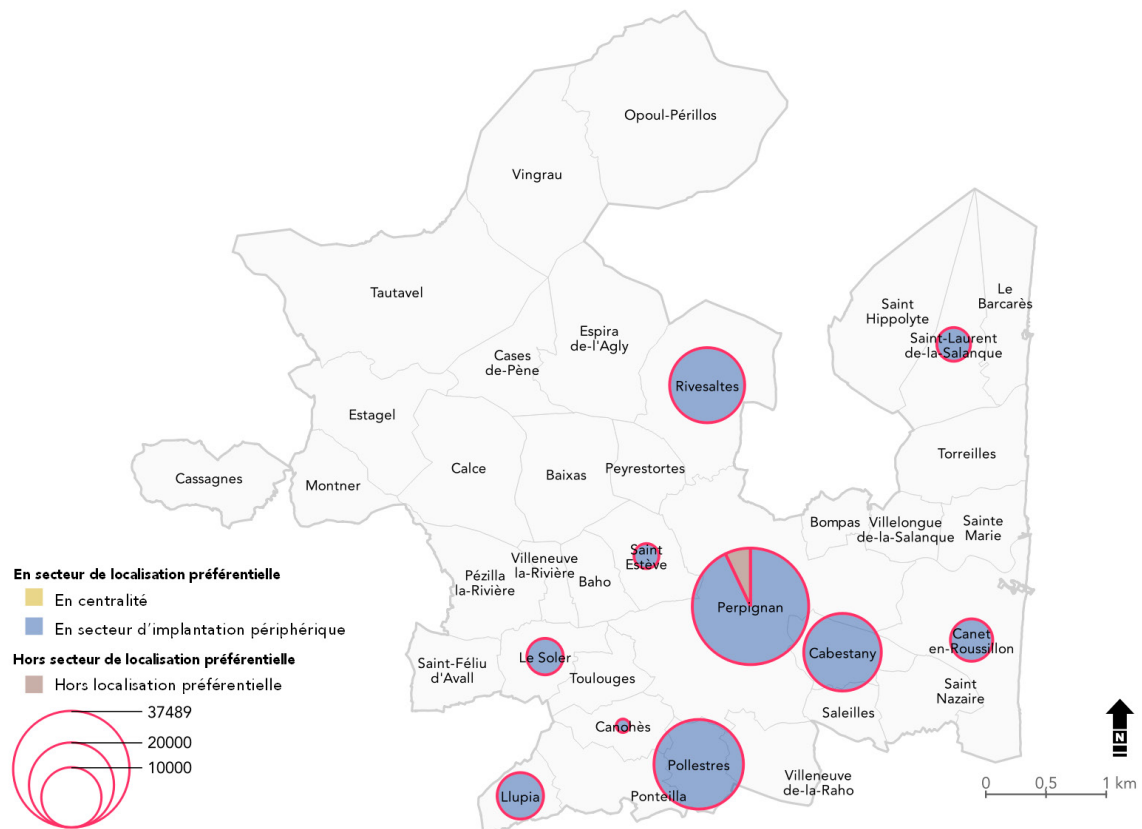 Opoul-Périllos
Vingrau
Tautavel
Espira
de-l'Agly
Cases
de-Pène
Rivesaltes
Saint
Hippolyte
Le
Barcarès
Saint-Laurent
de-la-Salanque
Estagel
Cassagnes
Montner
Calce
Baixas
Peyrestortes
Torreilles
Bompas
Villelongue
de-la-Salanque
Sainte
Marie
Pézilla
la-Rivière
Villeneuve
la-Rivière
Baho
Saint
Estève
Perpignan
Cabestany
Canet
en-Roussillon
Saint-Féliu
d'Avall
Le Soler
Toulouges
Saleilles
Saint
Nazaire
Canohès
Pollestres
Llupia
Ponteilla
Villeneuve
de-la-Raho
En secteur de localisation préférentielle
En centralité
En secteur d'implantation périphérique
Hors secteur de localisation préférentielle
Hors localisation préférentielle
37489
20000
10000
N
0 0,5 1 km